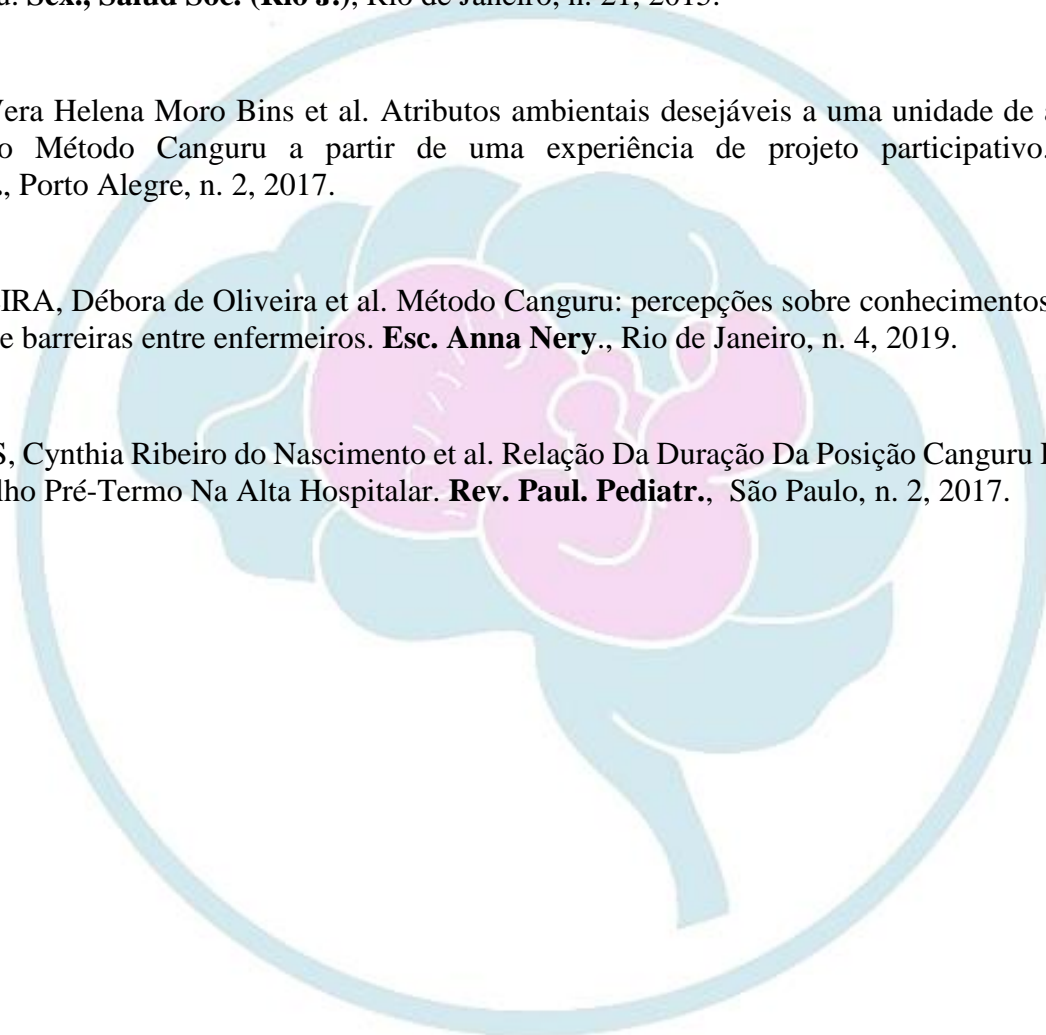 Sex., Salud Soc. (Rio J.), Rio de Janeiro, n. 21, 2015.
Vera Helena Moro Bins et al. Atributos ambientais desejáveis a uma unidade de
o Método Canguru a partir de uma experiência de projeto participativo.
., Porto Alegre, n. 2, 2017.
IRA, Débora de Oliveira et al. Método Canguru: percepções sobre conhecimentos
e barreiras entre enfermeiros. Esc. Anna Nery., Rio de Janeiro, n. 4, 2019.
S, Cynthia Ribeiro do Nascimento et al. Relação Da Duração Da Posição Canguru
lho Pré-Termo Na Alta Hospitalar. Rev. Paul. Pediatr., São Paulo, n. 2, 2017.